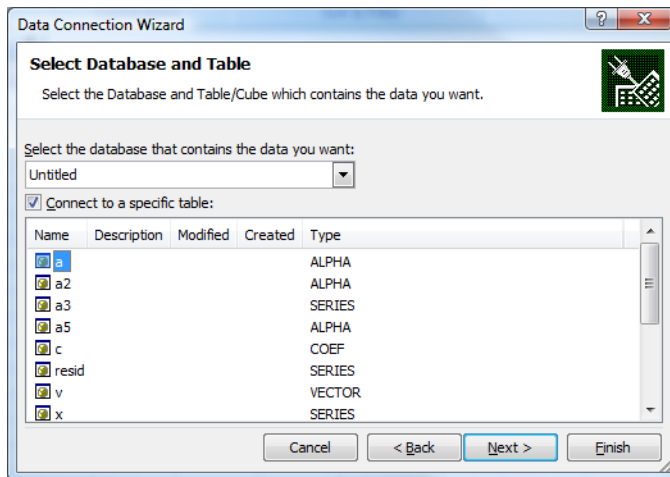 Data Connection Wizard
Select Database and Table
Select the Database and Table/Cube which contains the data you want.
Select the database that contains the data you want:
Untitled
Connect to a specific table:
Name Description Modified Created Type
a ALPHA
a2 ALPHA
a3 SERIES
a5 ALPHA
c COEF
resid SERIES
v VECTOR
x SERIES
Cancel < Back Next > Finish